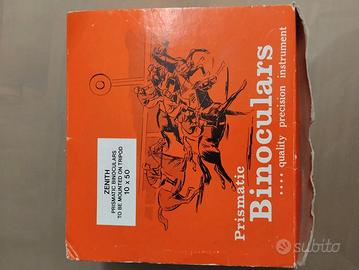 Prismatic
Binoculars
.... quality precision instrument
ZENITH
PRISMATIC BINOCULARS
TO BE MOUNTED ON TRIPOD
10 x 50
subito